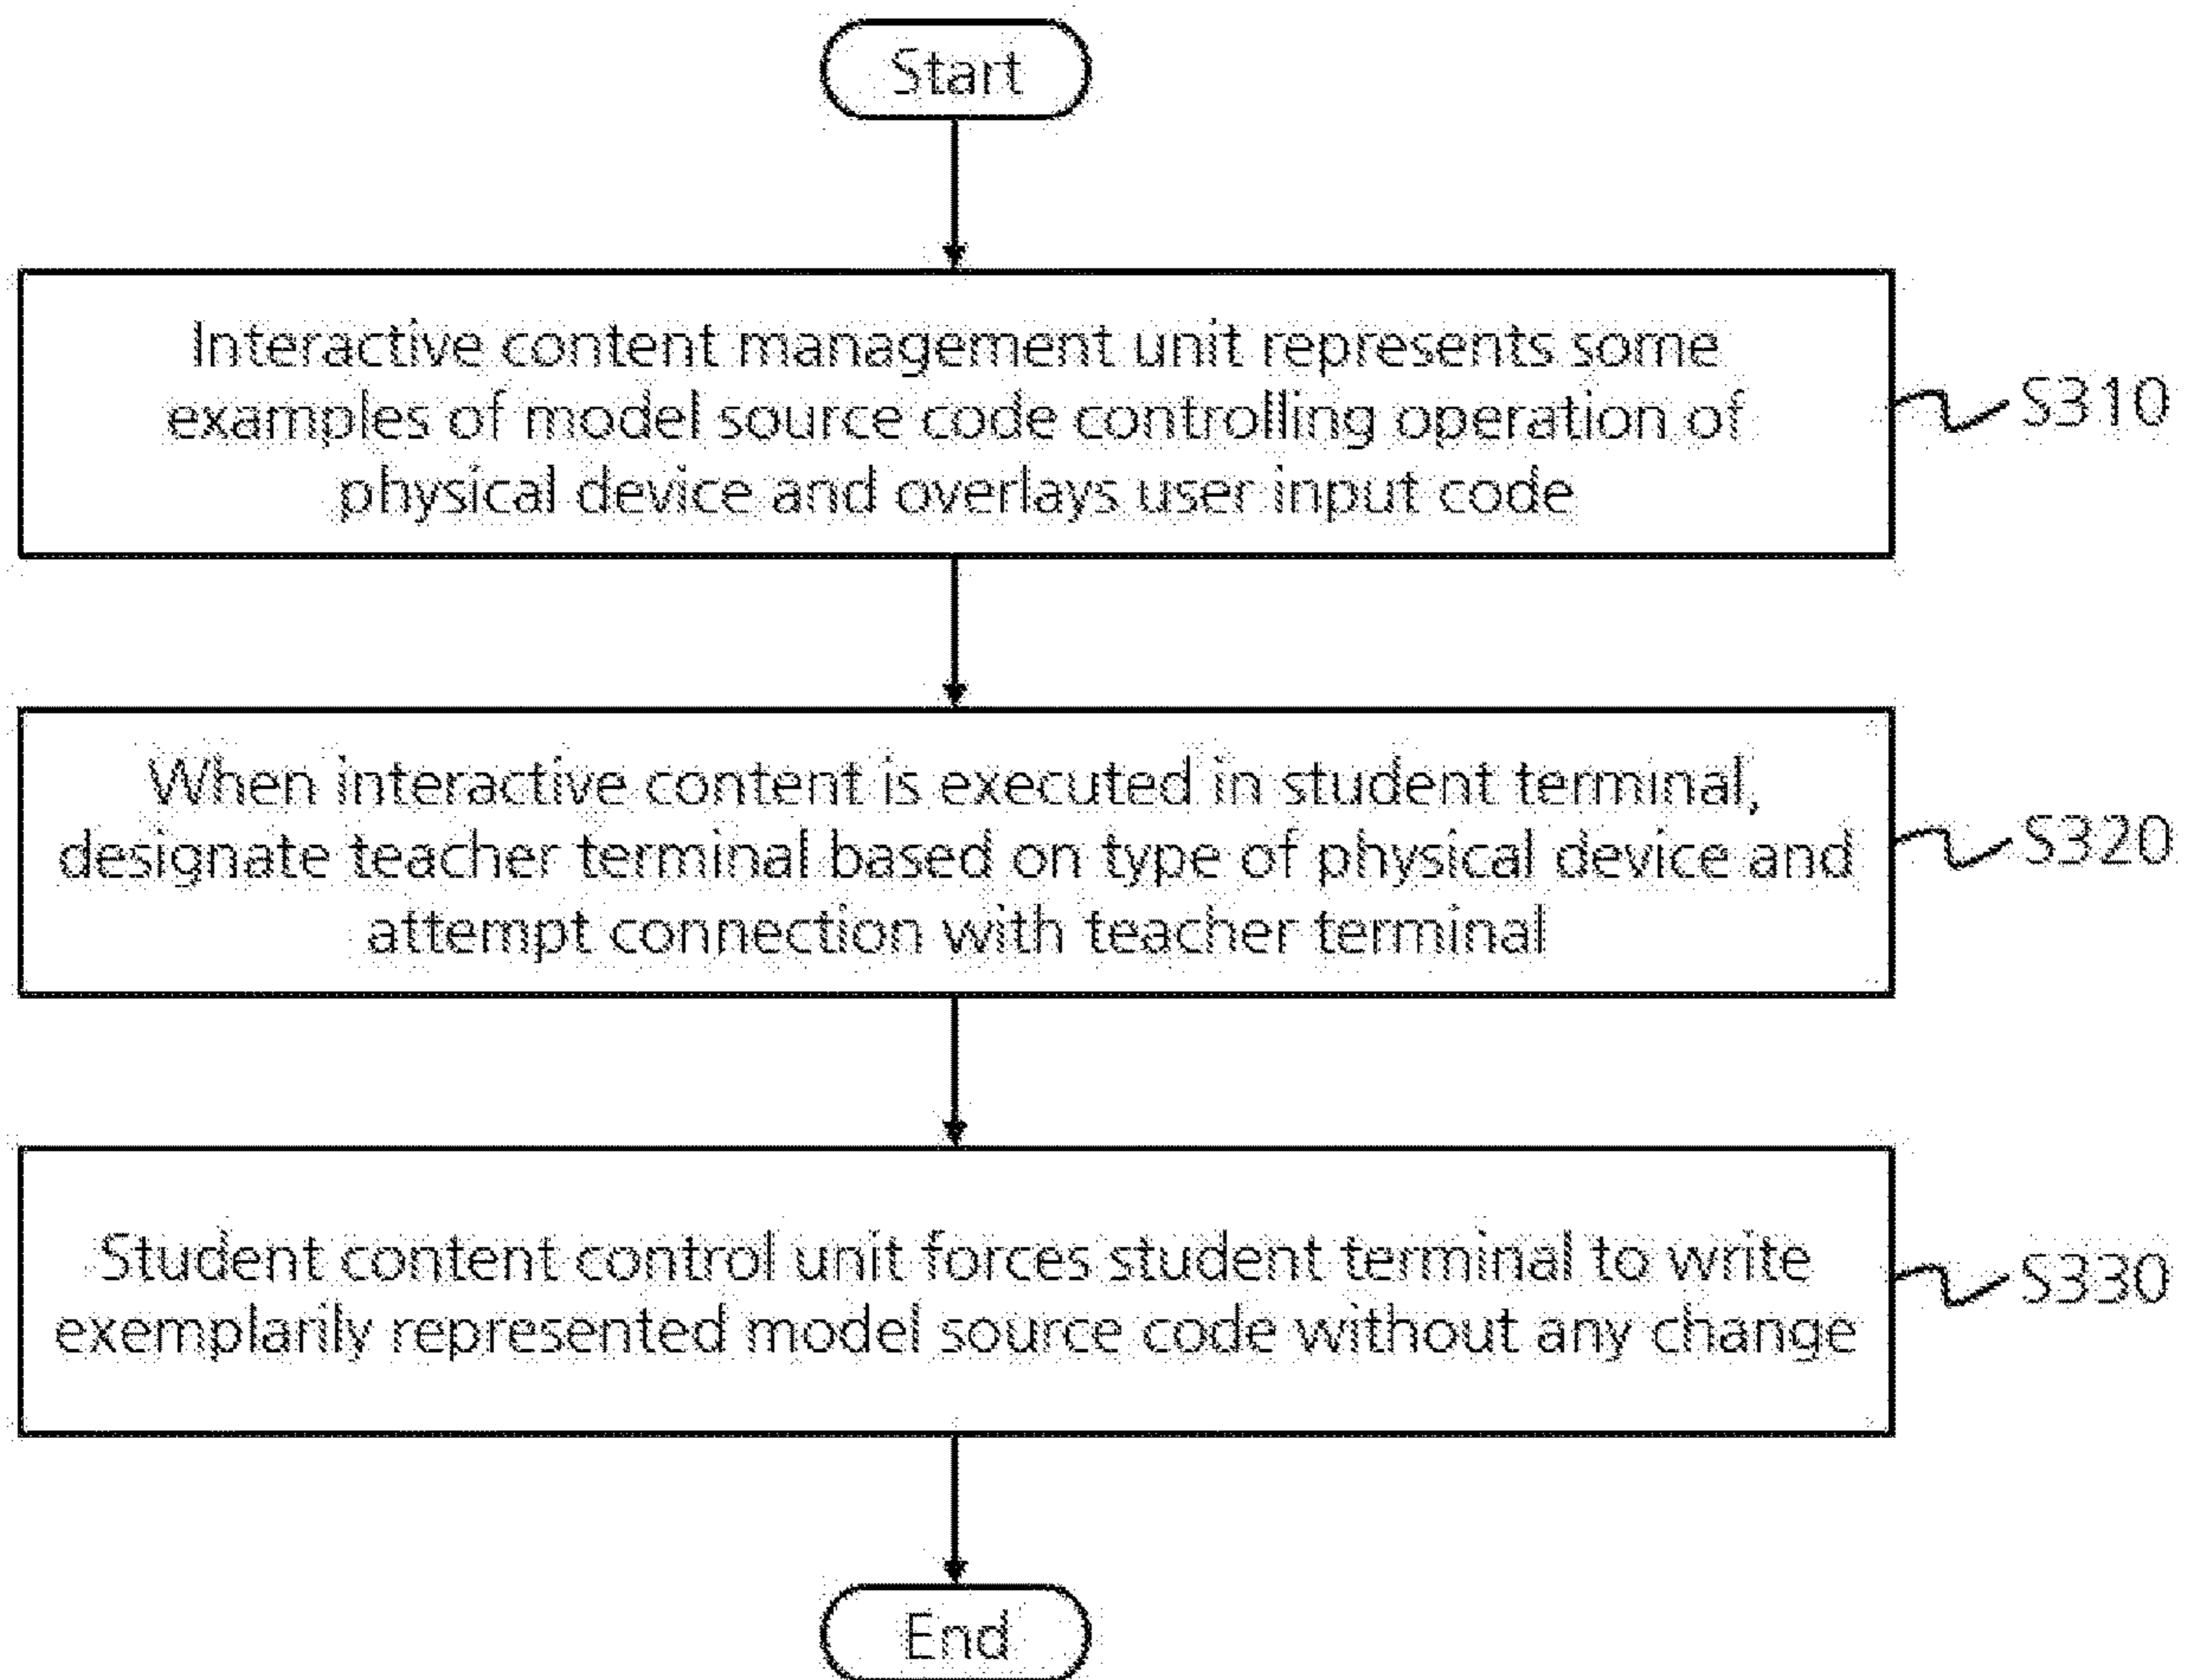 Start
Interactive content management unit represents some
examples of model source code controlling operation of
physical device and overlays user input code
S310
When interactive content is executed in student terminal,
designate teacher terminal based on type of physical device and
attempt connection with teacher terminal
S320
Student content control unit forces student terminal to write
exemplarily represented model source code without any change
S330
End